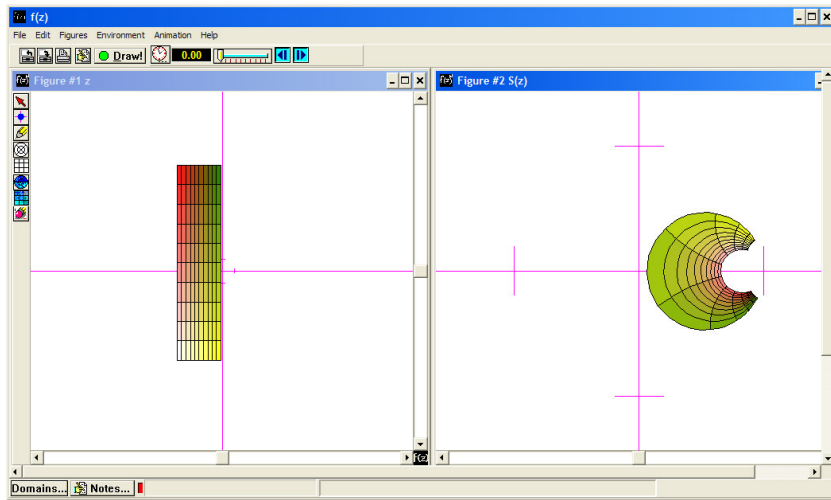 f(z)
File Edit Figures Environment Animation Help
Draw! 0.00
Figure #1 z
Figure #2 S(z)
f(z)
Domains... Notes...